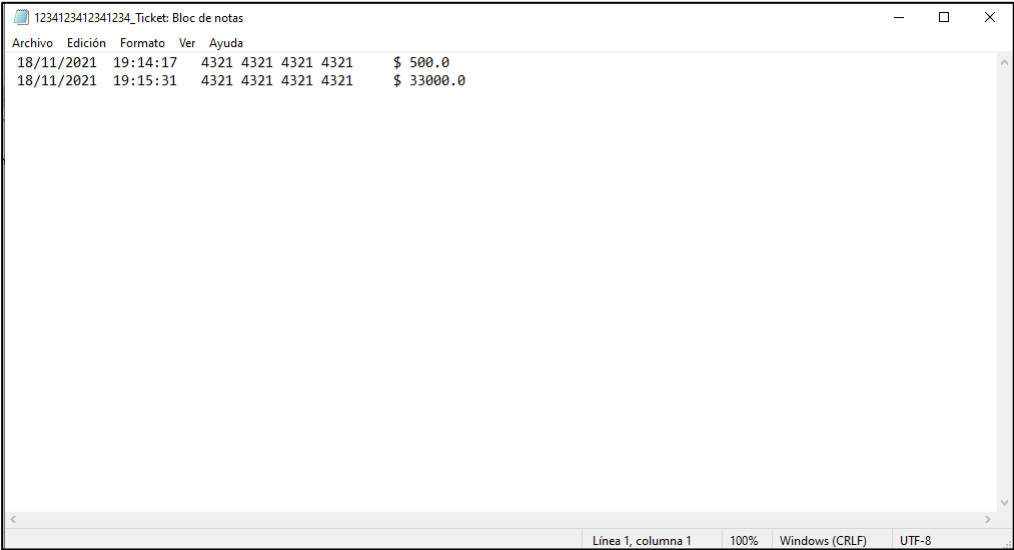 1234123412341234_Ticket: Bloc de notas
Archivo Edición Formato Ver Ayuda
18/11/2021 19:14:17 4321 4321 4321 4321 $ 500.0
18/11/2021 19:15:31 4321 4321 4321 4321 $ 33000.0
Línea 1, columna 1 100% Windows (CRLF) UTF-8